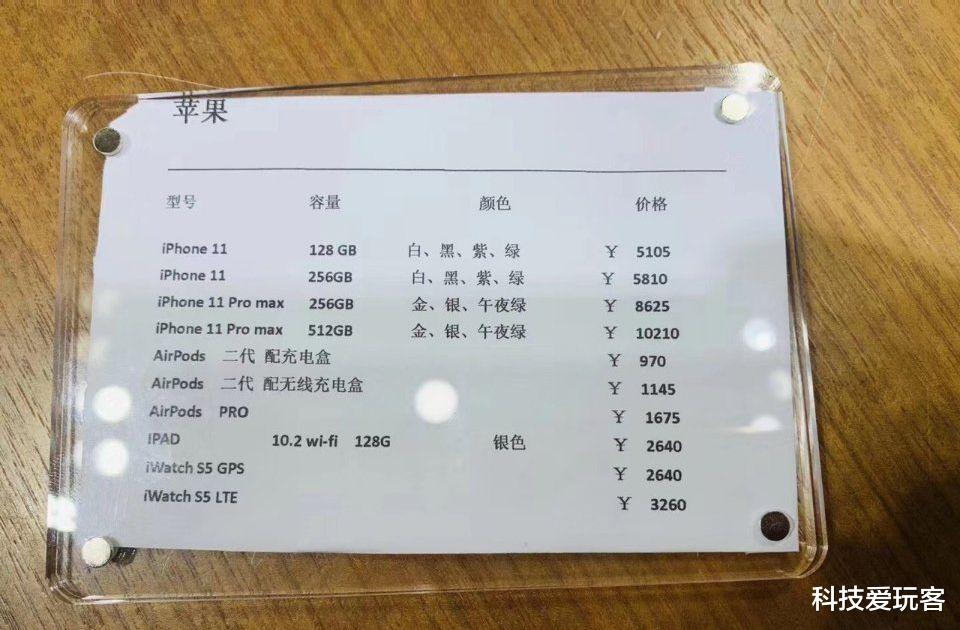 苹果
型号 容量 颜色 价格
iPhone 11 128 GB 白、黑、紫、绿 ￥ 5105
iPhone 11 256GB 白、黑、紫、绿 ￥ 5810
iPhone 11 Pro max 256GB 金、银、午夜绿 ￥ 8625
iPhone 11 Pro max 512GB 金、银、午夜绿 ￥ 10210
AirPods 二代 配充电盒 ￥ 970
AirPods 二代 配无线充电盒 ￥ 1145
AirPods PRO ￥ 1675
IPAD 10.2 wi-fi 128G 银色 ￥ 2640
iWatch S5 GPS ￥ 2640
iWatch S5 LTE ￥ 3260
科技爱玩客